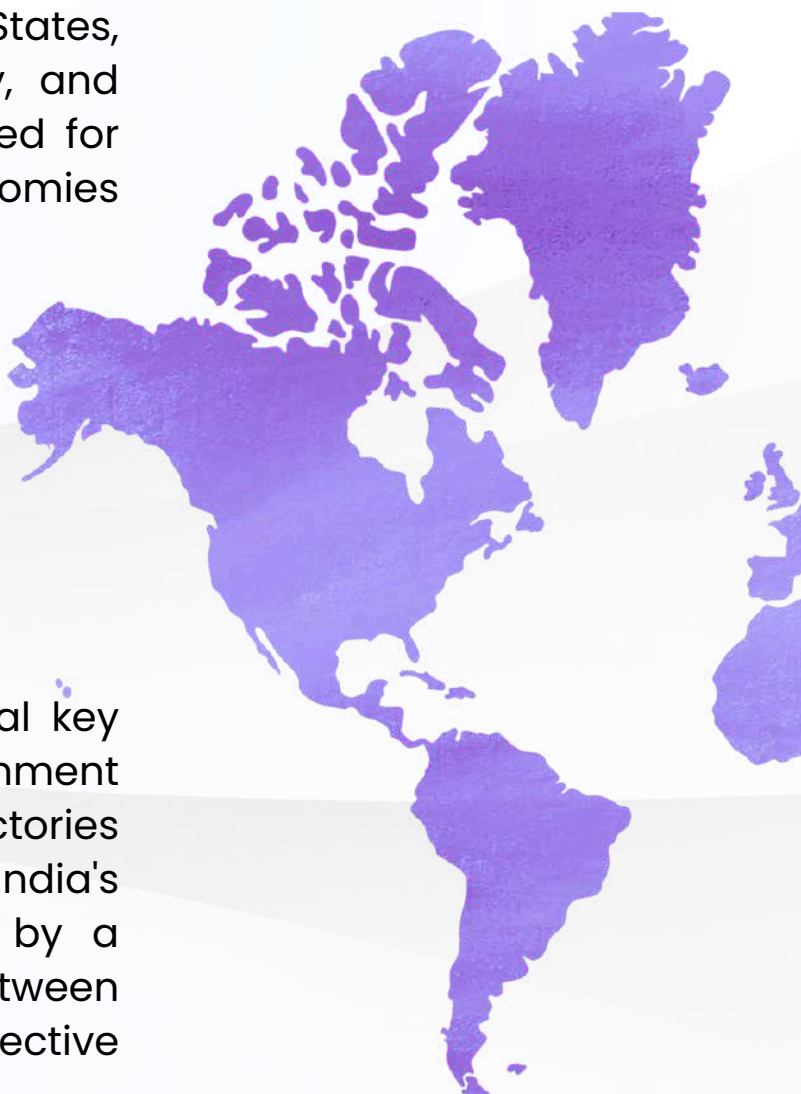 States,
, and
ed for
omies
al key
nment
ctories
ndia's
by a
tween
ective